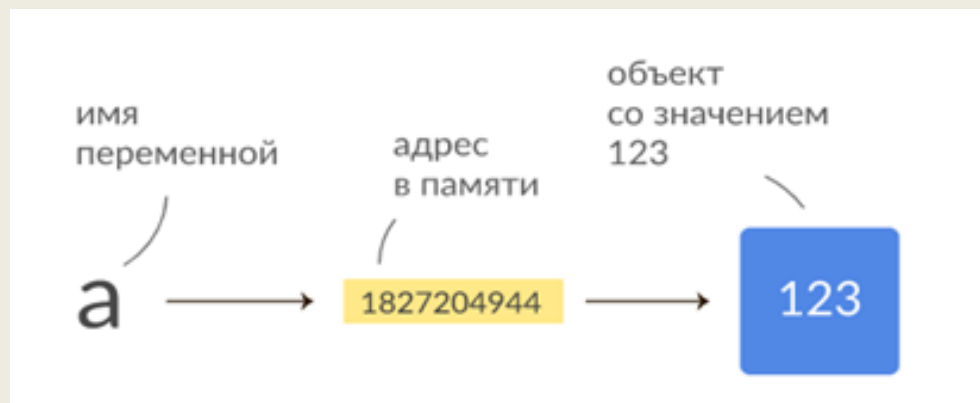 имя
переменной
адрес
в памяти
объект
со значением
123
a
1827204944
123